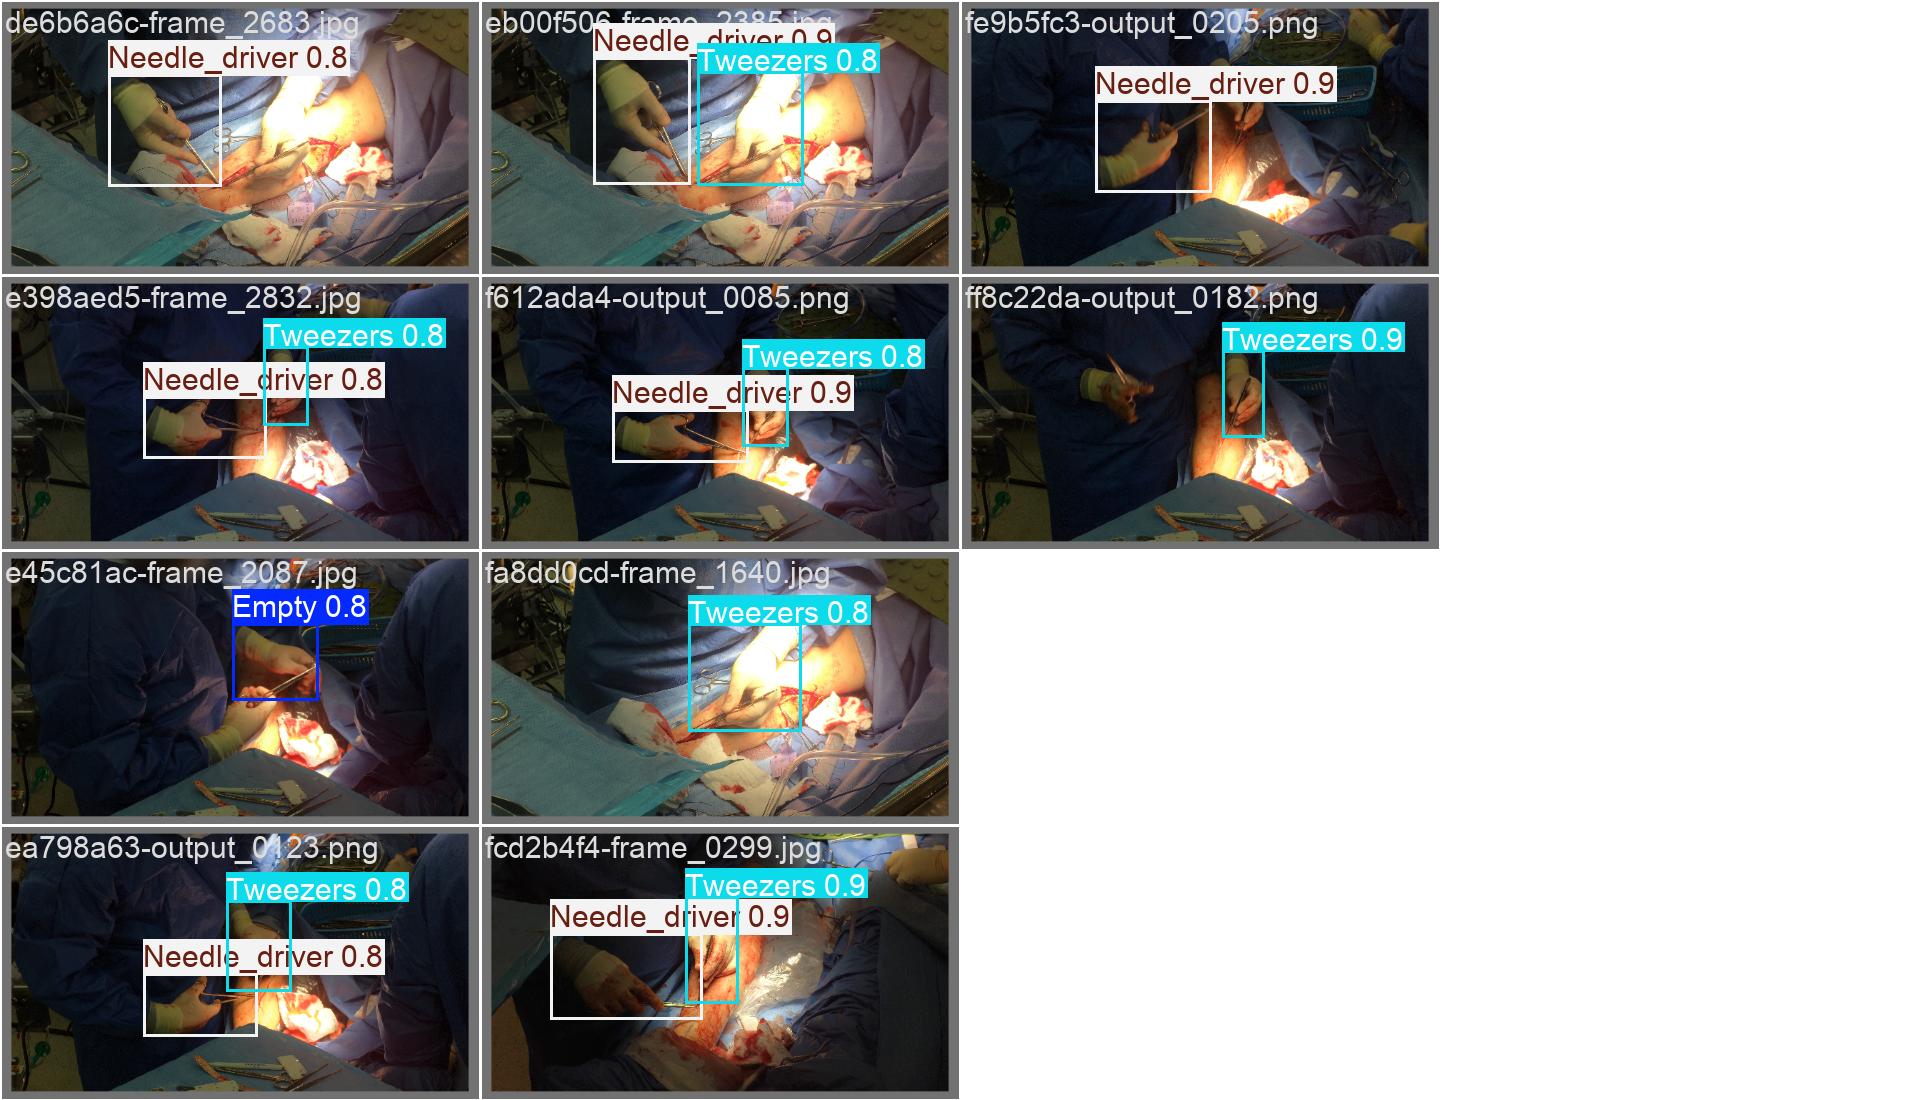 de6b6a6c-frame_2683.jpg
Needle_driver 0.8
eb00f506-frame_2385.jpg
Needle_driver 0.9
Tweezers 0.8
fe9b5fc3-output_0205.png
Needle_driver 0.9
e398aed5-frame_2832.jpg
Tweezers 0.8
Needle_driver 0.8
f612ada4-output_0085.png
Tweezers 0.8
Needle_driver 0.9
ff8c22da-output_0182.png
Tweezers 0.9
e45c81ac-frame_2087.jpg
Empty 0.8
fa8dd0cd-frame_1640.jpg
Tweezers 0.8
ea798a63-output_0123.png
Tweezers 0.8
Needle_driver 0.8
fcd2b4f4-frame_0299.jpg
Tweezers 0.9
Needle_driver 0.9